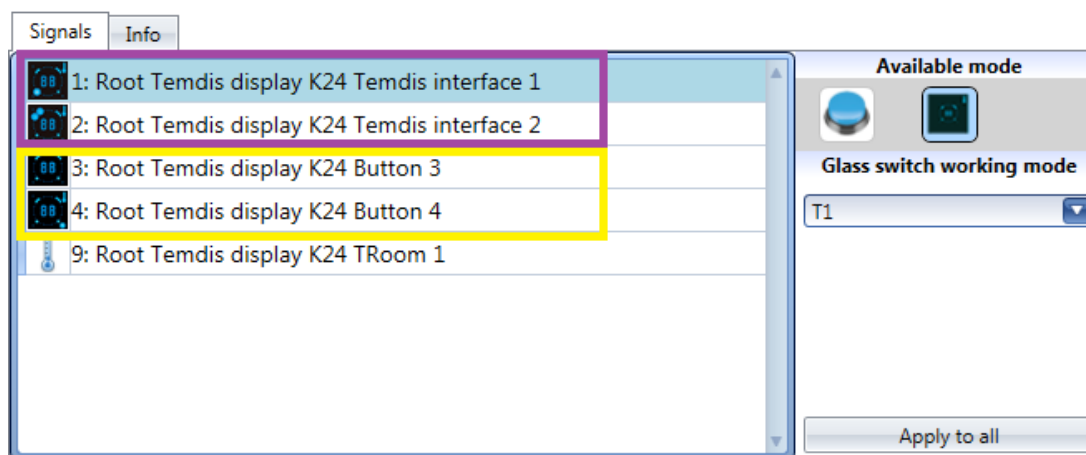 Signals
Info
1: Root Temdis display K24 Temdis interface 1
2: Root Temdis display K24 Temdis interface 2
3: Root Temdis display K24 Button 3
4: Root Temdis display K24 Button 4
9: Root Temdis display K24 TRoom 1
Available mode
Glass switch working mode
T1
Apply to all